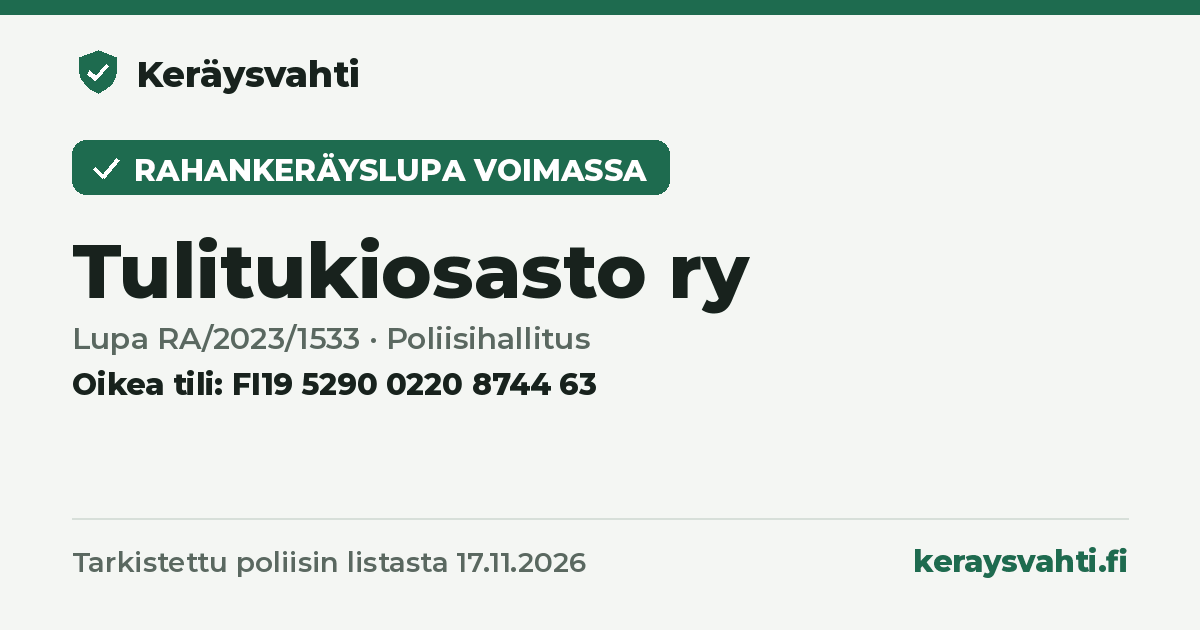 Keräysvahti
RAHANKERÄYSLUPA VOIMASSA
Tulitukiosasto ry
Lupa RA/2023/1533 · Poliisihallitus
Oikea tili: FI19 5290 0220 8744 63
Tarkistettu poliisin listasta 17.11.2026
keraysvahti.fi